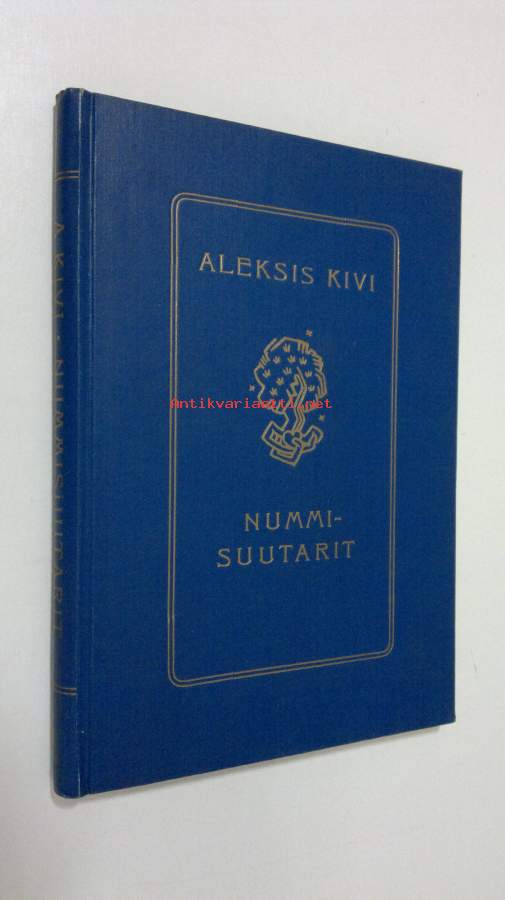 ALEKSIS KIVI
Antikvariaatti.net
NUMMI-
SUUTARIT
A. KIVI - NUMMISUUTARIT